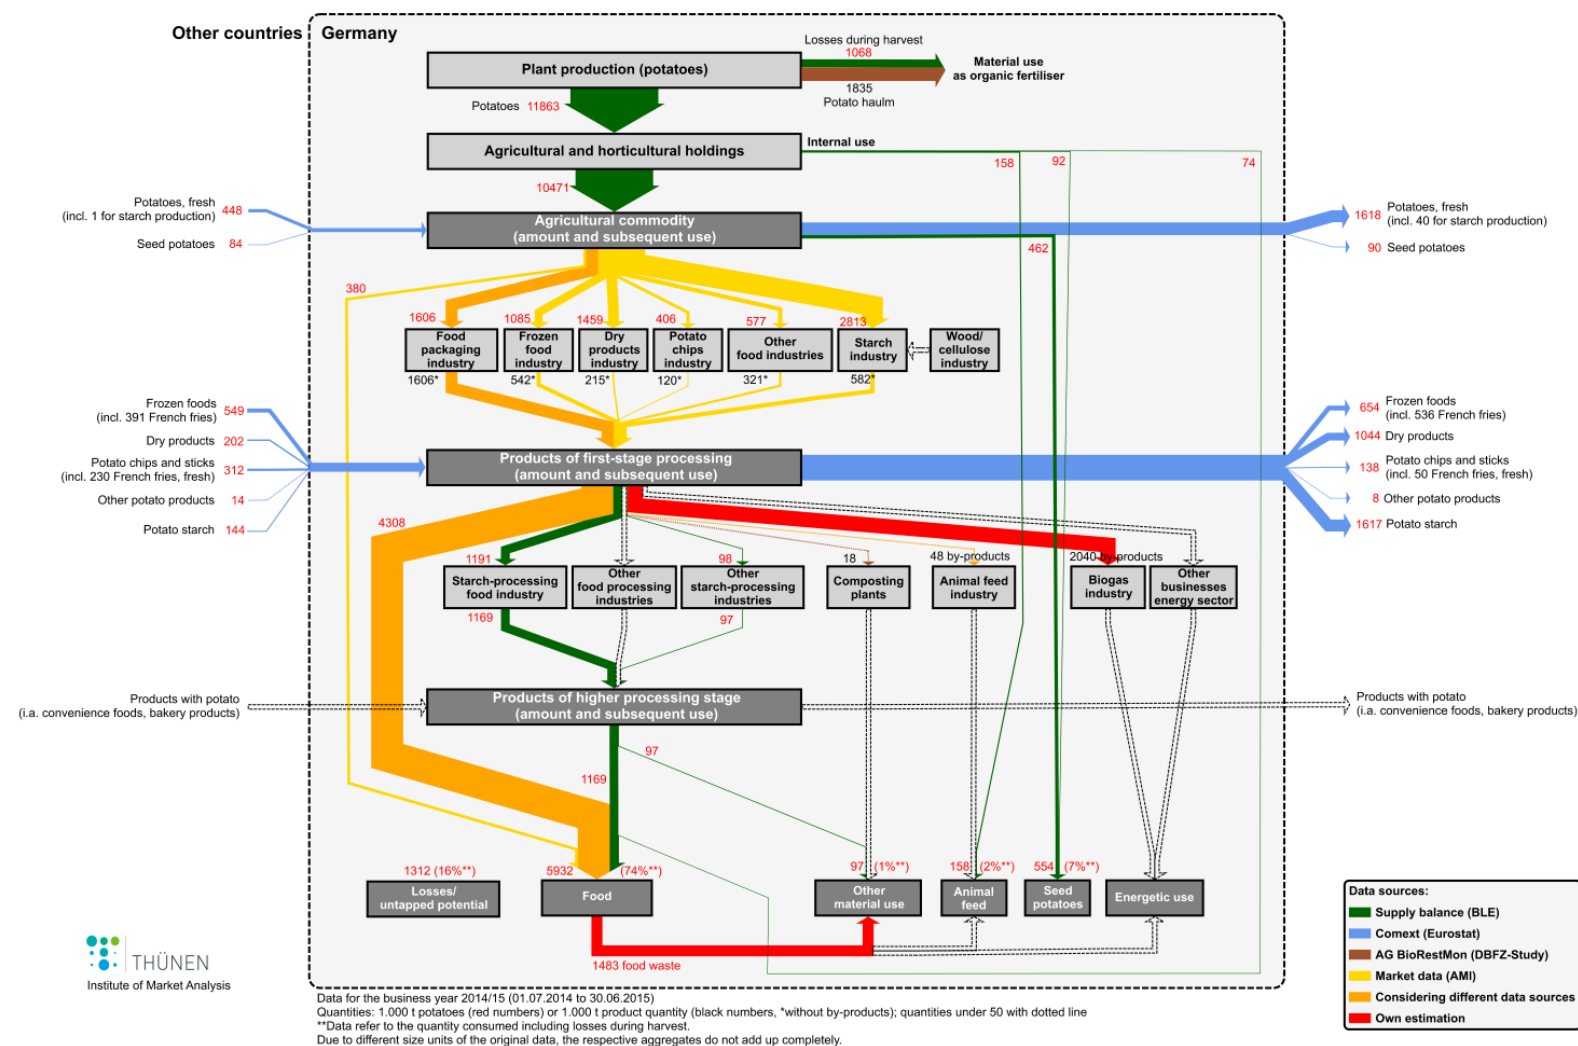 Other countries
Germany
Losses during harvest
1068
Plant production (potatoes)
Material use
as organic fertiliser
1835
Potato haulm
Potatoes 11863
Internal use
Agricultural and horticultural holdings
158
92
74
10471
Potatoes, fresh
(incl. 1 for starch production)
448
Seed potatoes 84
Agricultural commodity
(amount and subsequent use)
1618
Potatoes, fresh
(incl. 40 for starch production)
90 Seed potatoes
462
380
1606
1085
1459
406
577
2813
Food
packaging
industry
Frozen
food
industry
Dry
products
industry
Potato
chips
industry
Other
food industries
Starch
industry
Wood/
cellulose
industry
1606*
542*
215*
120*
321*
582*
Frozen foods
(incl. 391 French fries)
549
Dry products 202
Potato chips and sticks
(incl. 230 French fries, fresh)
312
Other potato products 14
Potato starch 144
Products of first-stage processing
(amount and subsequent use)
654
Frozen foods
(incl. 536 French fries)
1044 Dry products
138
Potato chips and sticks
(incl. 50 French fries, fresh)
8 Other potato products
1617 Potato starch
4308
1191
98
18
48 by-products
2040 by-products
Starch-processing
food industry
Other
food processing
industries
Other
starch-processing
industries
Composting
plants
Animal feed
industry
Biogas
industry
Other
businesses
energy sector
1169
97
Products with potato
(i.a. convenience foods, bakery products)
Products of higher processing stage
(amount and subsequent use)
Products with potato
(i.a. convenience foods, bakery products)
97
1169
1312 (16%**)
5932
(74%**)
97 (1%**)
158 (2%**)
554 (7%**)
Losses/
untapped potential
Food
Other
material use
Animal
feed
Seed
potatoes
Energetic use
1483 food waste
THÜNEN
Institute of Market Analysis
Data sources:
Supply balance (BLE)
Comext (Eurostat)
AG BioRestMon (DBFZ-Study)
Market data (AMI)
Considering different data sources
Own estimation
Data for the business year 2014/15 (01.07.2014 to 30.06.2015)
Quantities: 1.000 t potatoes (red numbers) or 1.000 t product quantity (black numbers, *without by-products); quantities under 50 with dotted line
**Data refer to the quantity consumed including losses during harvest.
Due to different size units of the original data, the respective aggregates do not add up completely.